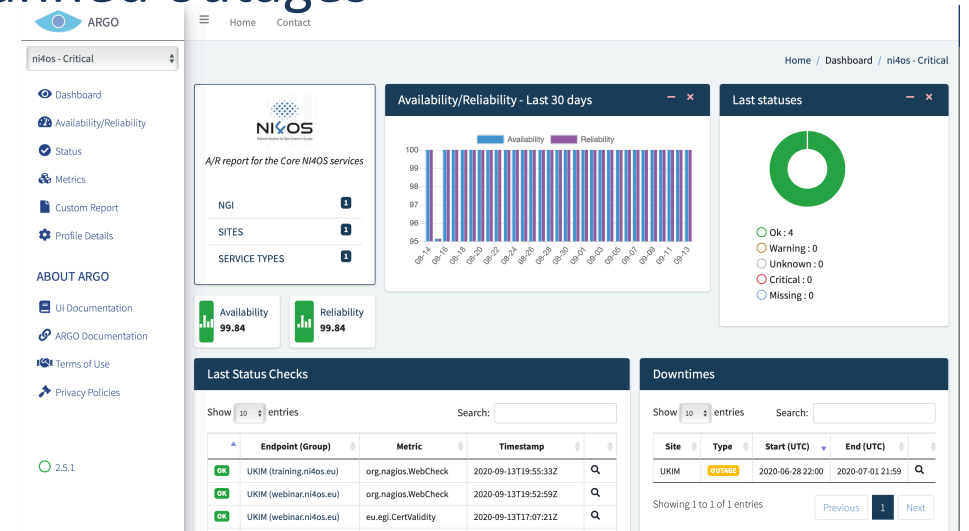 nned outages
ARGO
ni4os - Critical
Dashboard
Availability/Reliability
Status
Metrics
Custom Report
Profile Details
ABOUT ARGO
UI Documentation
ARGO Documentation
Terms of Use
Privacy Policies
2.5.1
Home Contact
Home / Dashboard / ni4os - Critical
NI4OS
A/R report for the Core NI4OS services
NGI 1
SITES 1
SERVICE TYPES 1
Availability
99.84
Reliability
99.84
Availability/Reliability - Last 30 days
Availability Reliability
100
99
98
97
96
95
08-14 08-16 08-18 08-20 08-22 08-24 08-26 08-28 08-30 09-01 09-03 09-05 09-07 09-09 09-11 09-13
Last statuses
Ok : 4
Warning : 0
Unknown : 0
Critical : 0
Missing : 0
Last Status Checks
Show 10 entries Search:
Endpoint (Group) Metric Timestamp
OK UKIM (training.ni4os.eu) org.nagios.WebCheck 2020-09-13T19:55:33Z
OK UKIM (webinar.ni4os.eu) org.nagios.WebCheck 2020-09-13T19:52:59Z
OK UKIM (webinar.ni4os.eu) eu.egi.CertValidity 2020-09-13T17:07:21Z
Downtimes
Show 10 entries Search:
Site Type Start (UTC) End (UTC)
UKIM OUTAGE 2020-06-28 22:00 2020-07-01 21:59
Showing 1 to 1 of 1 entries
Previous 1 Next